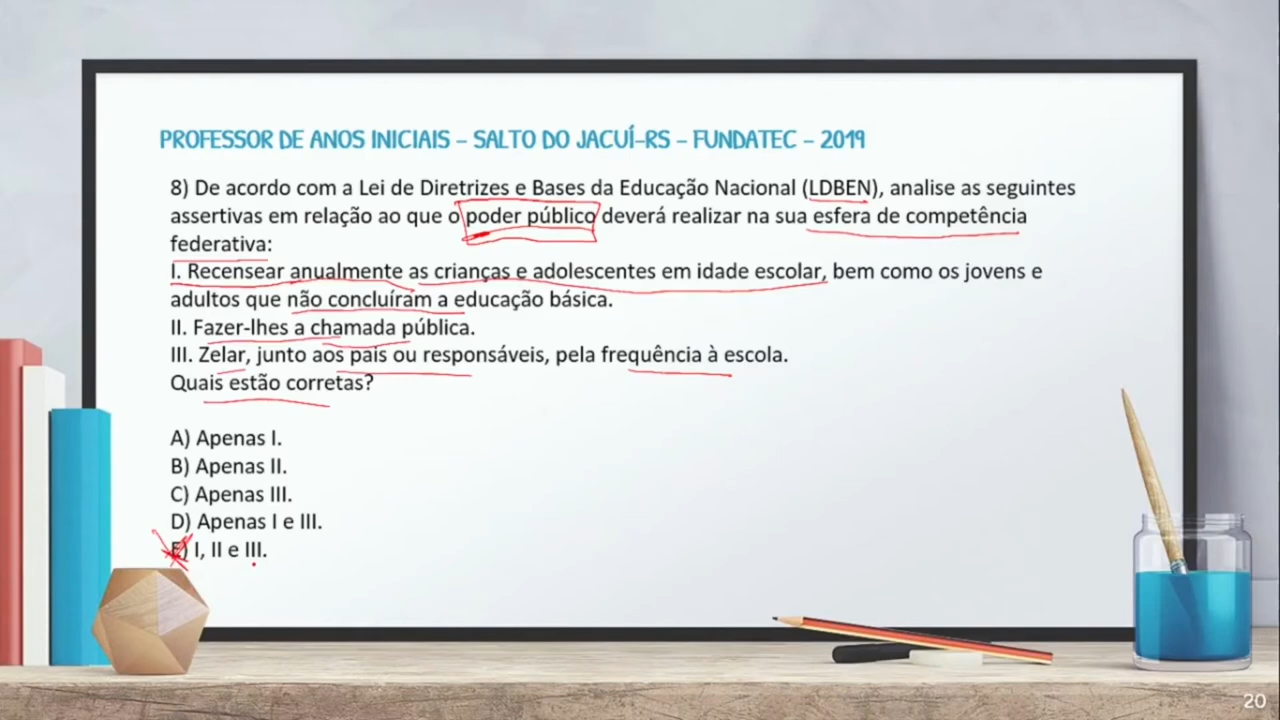 PROFESSOR DE ANOS INICIAIS – SALTO DO JACUÍ-RS – FUNDATEC – 2019
8) De acordo com a Lei de Diretrizes e Bases da Educação Nacional (LDBEN), analise as seguintes
assertivas em relação ao que o poder público deverá realizar na sua esfera de competência
federativa:
I. Recensear anualmente as crianças e adolescentes em idade escolar, bem como os jovens e
adultos que não concluíram a educação básica.
II. Fazer-lhes a chamada pública.
III. Zelar, junto aos pais ou responsáveis, pela frequência à escola.
Quais estão corretas?
A) Apenas I.
B) Apenas II.
C) Apenas III.
D) Apenas I e III.
E) I, II e III.
20